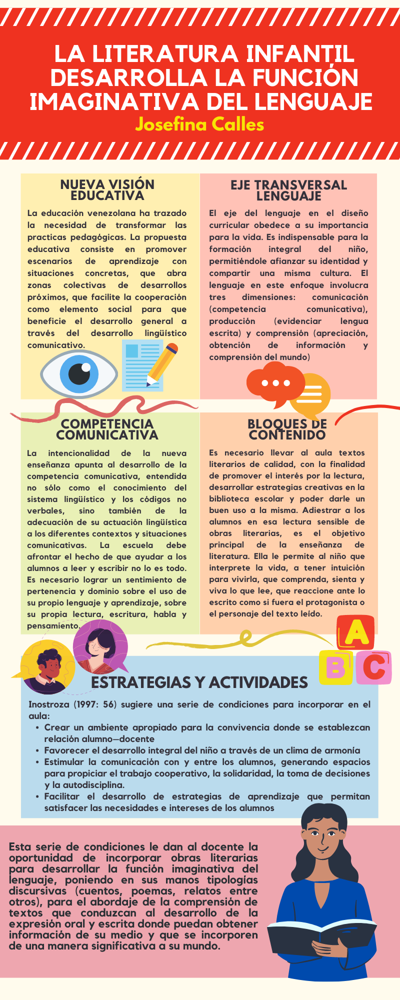 LA LITERATURA INFANTIL
DESARROLLA LA FUNCIÓN
IMAGINATIVA DEL LENGUAJE
Josefina Calles
NUEVA VISIÓN
EDUCATIVA
La educación venezolana ha trazado
la necesidad de transformar las
practicas pedagógicas. La propuesta
educativa consiste en promover
escenarios de aprendizaje con
situaciones concretas, que abra
zonas colectivas de desarrollos
próximos, que facilite la cooperación
como elemento social para que
beneficie el desarrollo general a
través del desarrollo lingüístico
comunicativo.
EJE TRANSVERSAL
LENGUAJE
El eje del lenguaje en el diseño
curricular obedece a su importancia
para la vida. Es indispensable para la
formación integral del niño,
permitiéndole afianzar su identidad y
compartir una misma cultura. El
lenguaje en este enfoque involucra
tres dimensiones: comunicación
(competencia comunicativa),
producción (evidenciar lengua
escrita) y comprensión (apreciación,
obtención de información y
comprensión del mundo)
COMPETENCIA
COMUNICATIVA
La intencionalidad de la nueva
enseñanza apunta al desarrollo de la
competencia comunicativa, entendida
no sólo como el conocimiento del
sistema lingüístico y los códigos no
verbales, sino también de la
adecuación de su actuación lingüística
a los diferentes contextos y situaciones
comunicativas. La escuela debe
afrontar el hecho de que ayudar a los
alumnos a leer y escribir no lo es todo.
Es necesario lograr un sentimiento de
pertenencia y dominio sobre el uso de
su propio lenguaje y aprendizaje, sobre
su propia lectura, escritura, habla y
pensamiento.
BLOQUES DE
CONTENIDO
Es necesario llevar al aula textos
literarios de calidad, con la finalidad
de promover el interés por la lectura,
desarrollar estrategias creativas en la
biblioteca escolar y poder darle un
buen uso a la misma. Adiestrar a los
alumnos en esa lectura sensible de
obras literarias, es el objetivo
principal de la enseñanza de
literatura. Ella le permite al niño que
interprete la vida, a tener intuición
para vivirla, que comprenda, sienta y
viva lo que lee, que reaccione ante lo
escrito como si fuera el protagonista o
el personaje del texto leído.
A
B C
ESTRATEGIAS Y ACTIVIDADES
Inostroza (1997: 56) sugiere una serie de condiciones para incorporar en el
aula:
• Crear un ambiente apropiado para la convivencia donde se establezcan
relación alumno–docente
• Favorecer el desarrollo integral del niño a través de un clima de armonía
• Estimular la comunicación con y entre los alumnos, generando espacios
para propiciar el trabajo cooperativo, la solidaridad, la toma de decisiones
y la autodisciplina.
• Facilitar el desarrollo de estrategias de aprendizaje que permitan
satisfacer las necesidades e intereses de los alumnos
Esta serie de condiciones le dan al docente la
oportunidad de incorporar obras literarias
para desarrollar la función imaginativa del
lenguaje, poniendo en sus manos tipologías
discursivas (cuentos, poemas, relatos entre
otros), para el abordaje de la comprensión de
textos que conduzcan al desarrollo de la
expresión oral y escrita donde puedan obtener
información de su medio y que se incorporen
de una manera significativa a su mundo.